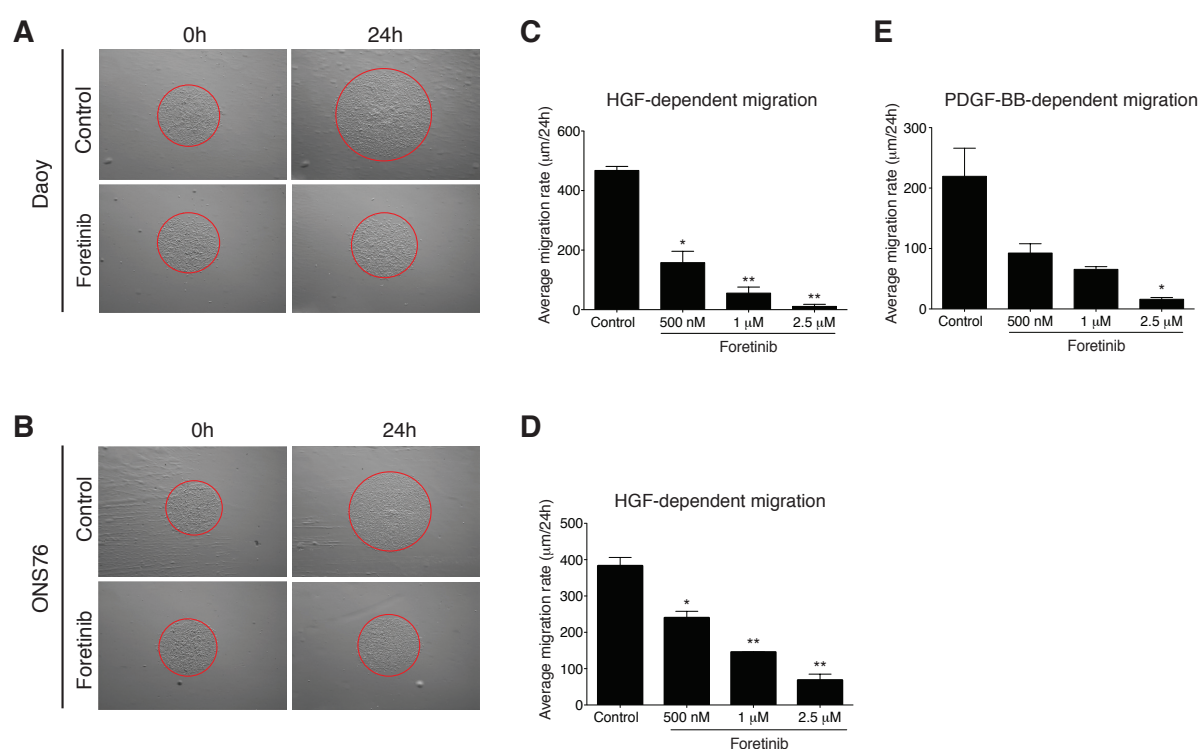 A
0h
24h
Daoy
Control
Foretinib
B
0h
24h
ONS76
Control
Foretinib
C
HGF-dependent migration
Average migration rate (μm/24h)
600
400
200
0
*
**
**
Control
500 nM
1 μM
2.5 μM
Foretinib
D
HGF-dependent migration
Average migration rate (μm/24h)
500
400
300
200
100
0
*
**
**
Control
500 nM
1 μM
2.5 μM
Foretinib
E
PDGF-BB-dependent migration
Average migration rate (μm/24h)
300
200
100
0
*
Control
500 nM
1 μM
2.5 μM
Foretinib